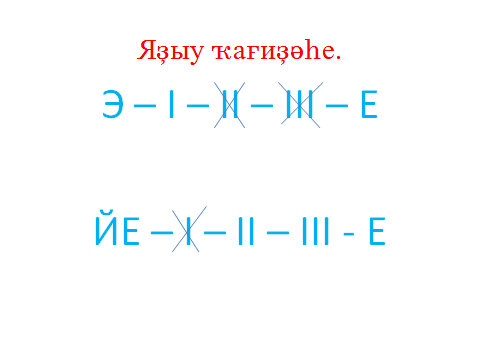 Яҙыу ҡағиҙәһе.
Э – I – II – III – Е
ЙЕ – I – II – III - Е